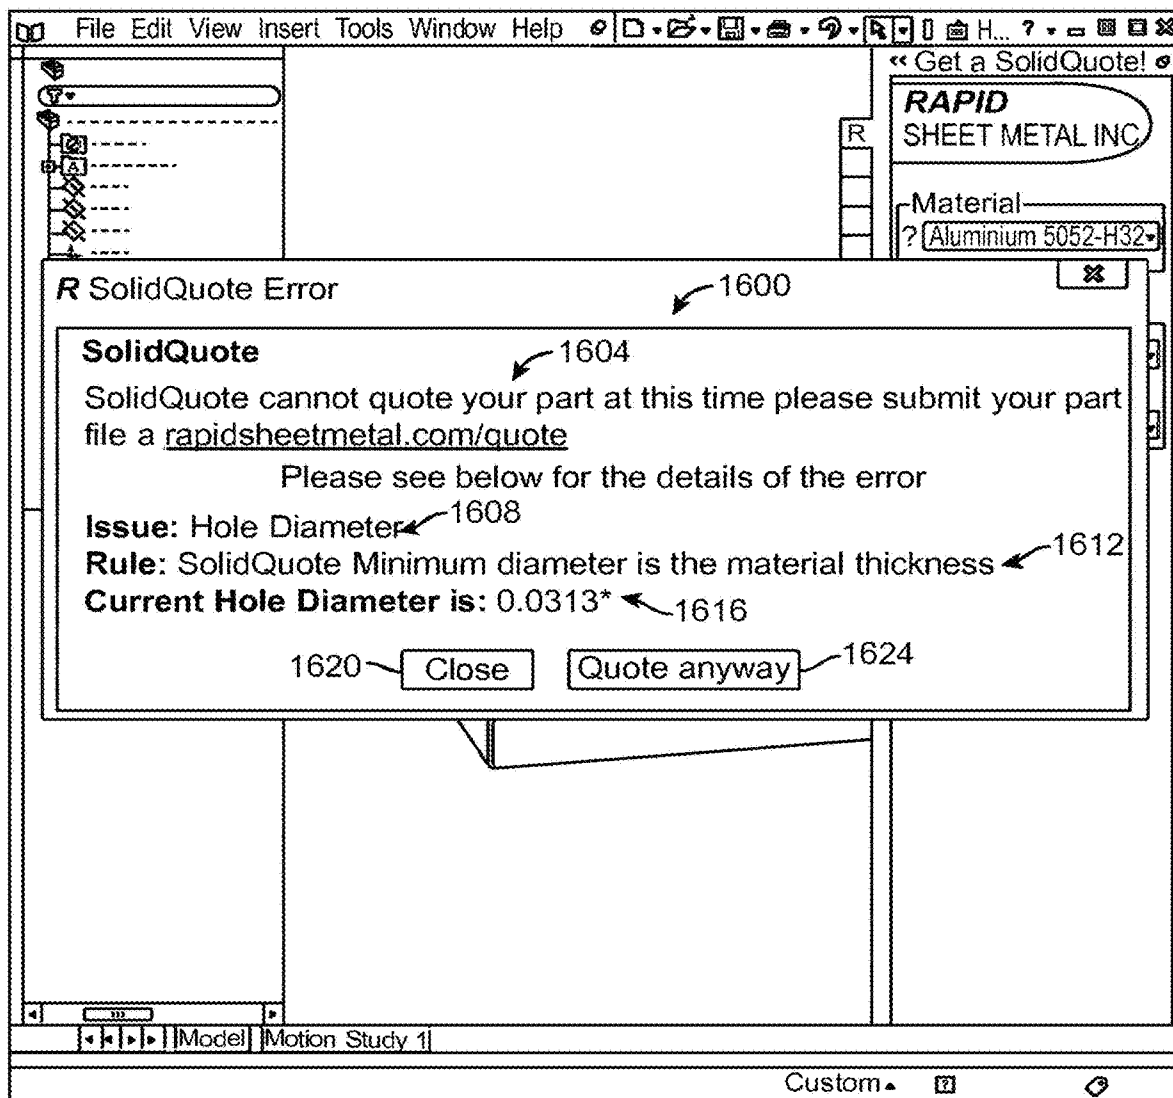 File Edit View Insert Tools Window Help H... ?
<< Get a SolidQuote!
RAPID
SHEET METAL INC
R
A
Material
? Aluminium 5052-H32
R SolidQuote Error
1600
SolidQuote
1604
SolidQuote cannot quote your part at this time please submit your part
file a rapidsheetmetal.com/quote
Please see below for the details of the error
Issue: Hole Diameter
1608
Rule: SolidQuote Minimum diameter is the material thickness
1612
Current Hole Diameter is: 0.0313*
1616
1620 Close Quote anyway 1624
Model Motion Study 1
Custom ?